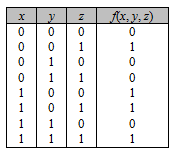 x y z f(x, y, z)
0 0 0 0
0 0 1 1
0 1 0 0
0 1 1 0
1 0 0 1
1 0 1 1
1 1 0 0
1 1 1 1